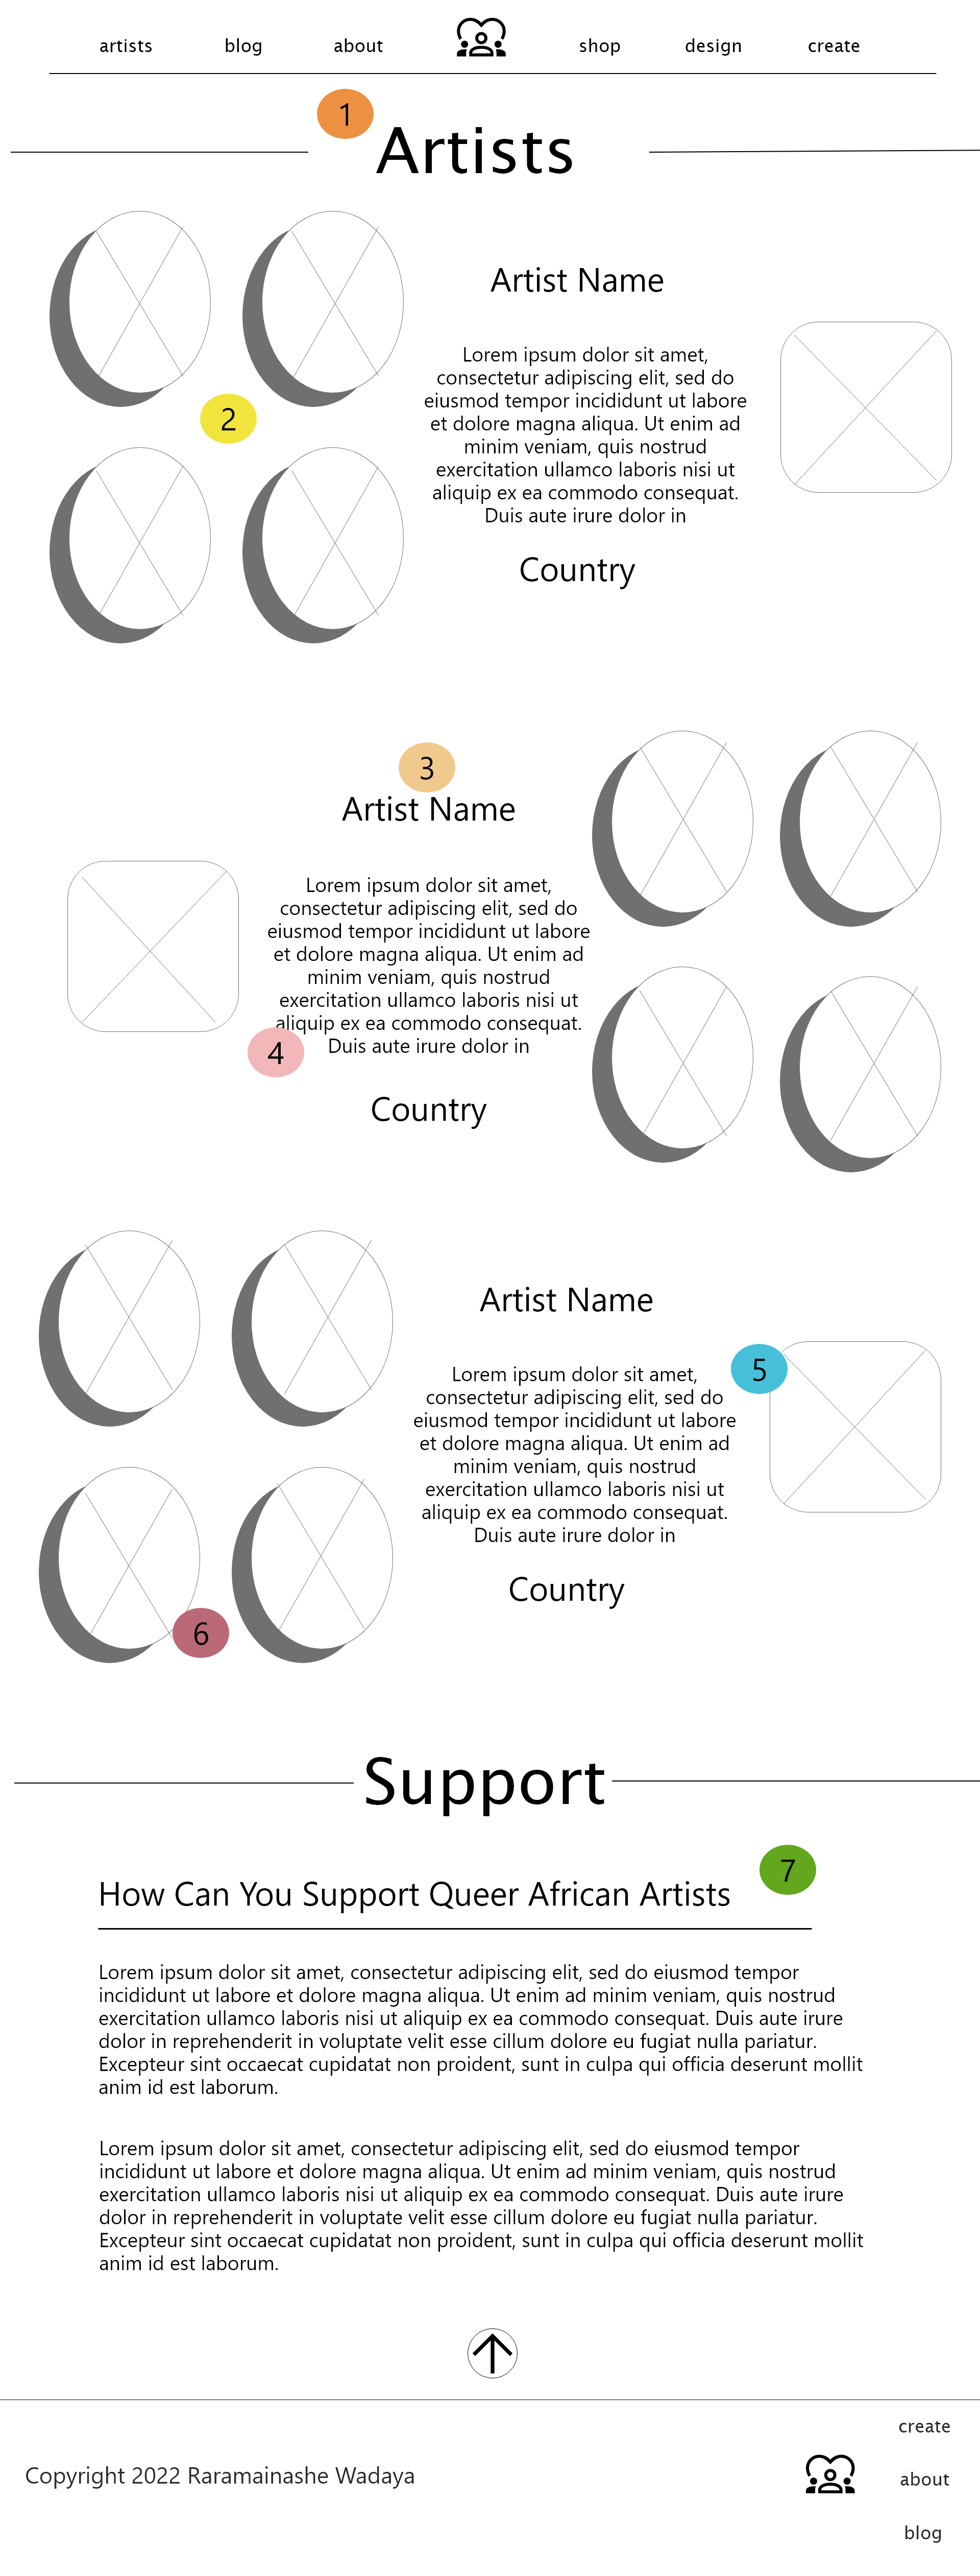 artists blog about shop design create
1
Artists
Artist Name
Lorem ipsum dolor sit amet,
consectetur adipiscing elit, sed do
eiusmod tempor incididunt ut labore
et dolore magna aliqua. Ut enim ad
minim veniam, quis nostrud
exercitation ullamco laboris nisi ut
aliquip ex ea commodo consequat.
Duis aute irure dolor in
2
Country
3
Artist Name
Lorem ipsum dolor sit amet,
consectetur adipiscing elit, sed do
eiusmod tempor incididunt ut labore
et dolore magna aliqua. Ut enim ad
minim veniam, quis nostrud
exercitation ullamco laboris nisi ut
aliquip ex ea commodo consequat.
Duis aute irure dolor in
4
Country
Artist Name
5
Lorem ipsum dolor sit amet,
consectetur adipiscing elit, sed do
eiusmod tempor incididunt ut labore
et dolore magna aliqua. Ut enim ad
minim veniam, quis nostrud
exercitation ullamco laboris nisi ut
aliquip ex ea commodo consequat.
Duis aute irure dolor in
Country
6
Support
7
How Can You Support Queer African Artists
Lorem ipsum dolor sit amet, consectetur adipiscing elit, sed do eiusmod tempor
incididunt ut labore et dolore magna aliqua. Ut enim ad minim veniam, quis nostrud
exercitation ullamco laboris nisi ut aliquip ex ea commodo consequat. Duis aute irure
dolor in reprehenderit in voluptate velit esse cillum dolore eu fugiat nulla pariatur.
Excepteur sint occaecat cupidatat non proident, sunt in culpa qui officia deserunt mollit
anim id est laborum.
Lorem ipsum dolor sit amet, consectetur adipiscing elit, sed do eiusmod tempor
incididunt ut labore et dolore magna aliqua. Ut enim ad minim veniam, quis nostrud
exercitation ullamco laboris nisi ut aliquip ex ea commodo consequat. Duis aute irure
dolor in reprehenderit in voluptate velit esse cillum dolore eu fugiat nulla pariatur.
Excepteur sint occaecat cupidatat non proident, sunt in culpa qui officia deserunt mollit
anim id est laborum.
Copyright 2022 Raramainashe Wadaya
create
about
blog